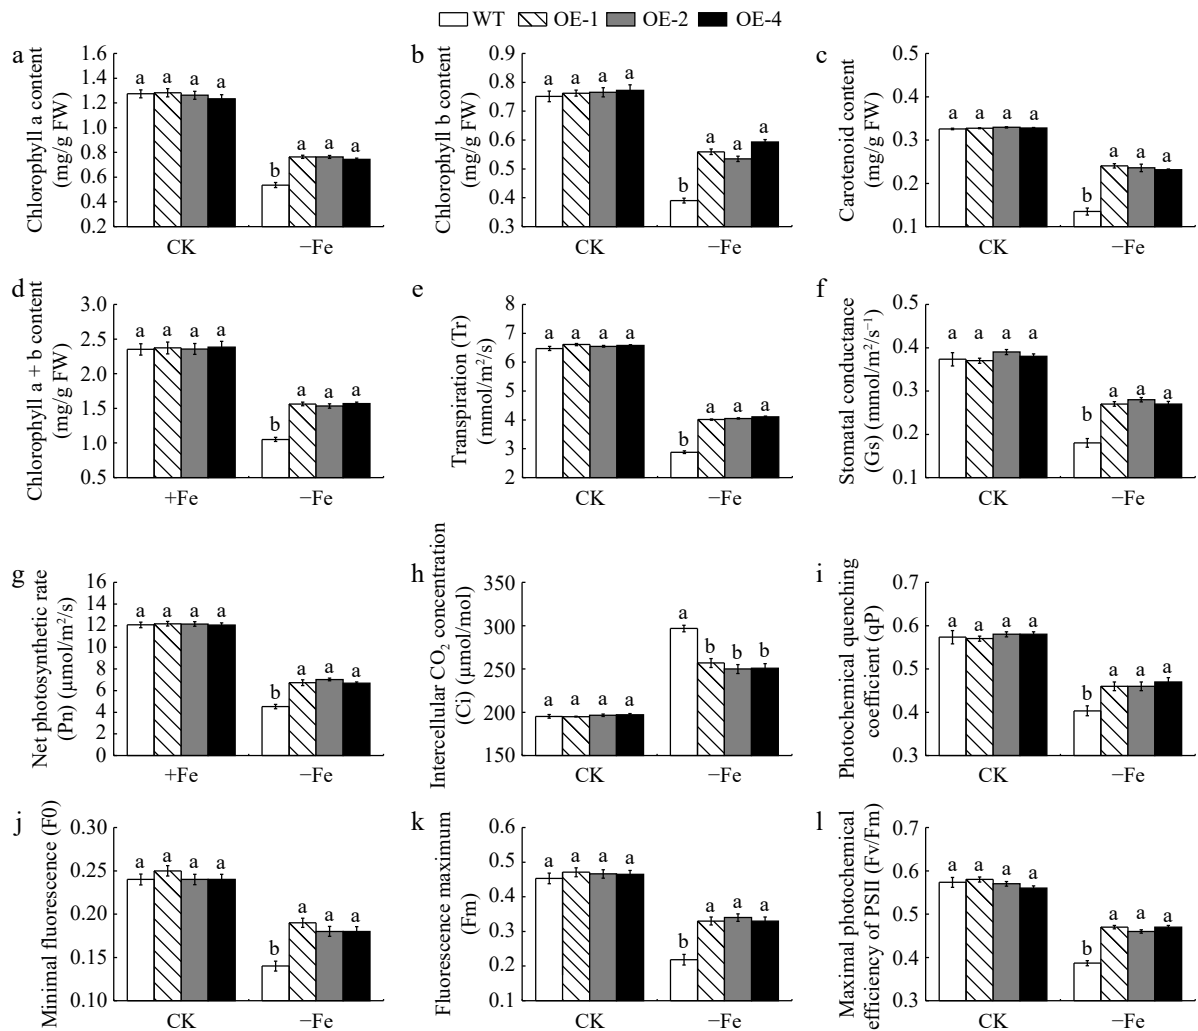 WT OE-1 OE-2 OE-4
a
Chlorophyll a content
(mg/g FW)
1.6
1.4
1.2
1.0
0.8
0.6
0.4
0.2
a a a a
b a a a
CK −Fe
b
Chlorophyll b content
(mg/g FW)
0.9
0.8
0.7
0.6
0.5
0.4
0.3
a a a a
b a a a
CK −Fe
c
Carotenoid content
(mg/g FW)
0.5
0.4
0.3
0.2
0.1
a a a a
b a a a
CK −Fe
d
Chlorophyll a + b content
(mg/g FW)
3.0
2.5
2.0
1.5
1.0
0.5
a a a a
b a a a
+Fe −Fe
e
Transpiration (Tr)
(mmol/m²/s)
8
7
6
5
4
3
2
a a a a
b a a a
CK −Fe
f
Stomatal conductance
(Gs) (mmol/m²/s⁻¹)
0.5
0.4
0.3
0.2
0.1
a a a a
b a a a
CK −Fe
g
Net photosynthetic rate
(Pn) (μmol/m²/s)
16
14
12
10
8
6
4
2
0
a a a a
b a a a
+Fe −Fe
h
Intercellular CO₂ concentration
(Ci) (μmol/mol)
350
300
250
200
150
a a a a
a b b b
CK −Fe
i
Photochemical quenching
coefficient (qP)
0.7
0.6
0.5
0.4
0.3
a a a a
b a a a
CK −Fe
j
Minimal fluorescence (F0)
0.30
0.25
0.20
0.15
0.10
a a a a
b a a a
CK −Fe
k
Fluorescence maximum
(Fm)
0.6
0.5
0.4
0.3
0.2
0.1
a a a a
b a a a
CK −Fe
l
Maximal photochemical
efficiency of PSII (Fv/Fm)
0.7
0.6
0.5
0.4
0.3
a a a a
b a a a
CK −Fe